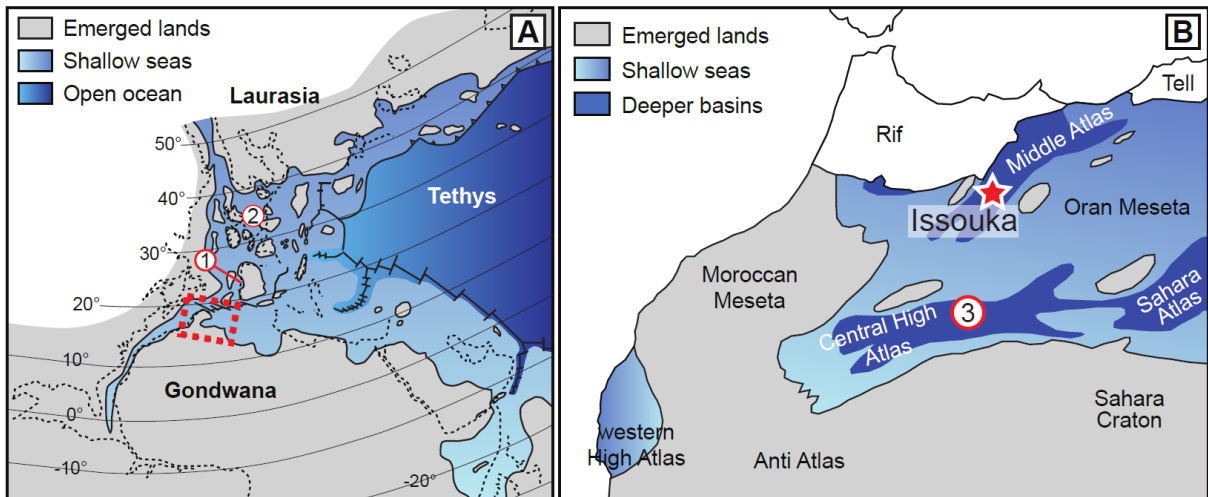 A
Emerged lands
Shallow seas
Open ocean
Laurasia
50°
40°
Tethys
2
30°
1
20°
10°
Gondwana
0°
-10°
-20°
B
Emerged lands
Shallow seas
Deeper basins
Tell
Rif
Middle Atlas
Issouka
Oran Meseta
Moroccan
Meseta
Sahara
Atlas
3
Central High
Atlas
Sahara
Craton
western
High Atlas
Anti Atlas